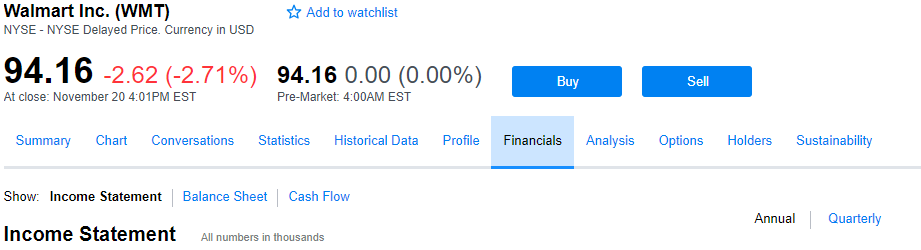 Walmart Inc. (WMT) Add to watchlist
NYSE - NYSE Delayed Price. Currency in USD
94.16 -2.62 (-2.71%) 94.16 0.00 (0.00%) Buy Sell
At close: November 20 4:01PM EST Pre-Market: 4:00AM EST
Summary Chart Conversations Statistics Historical Data Profile Financials Analysis Options Holders Sustainability
Show: Income Statement Balance Sheet Cash Flow
Annual Quarterly
Income Statement All numbers in thousands